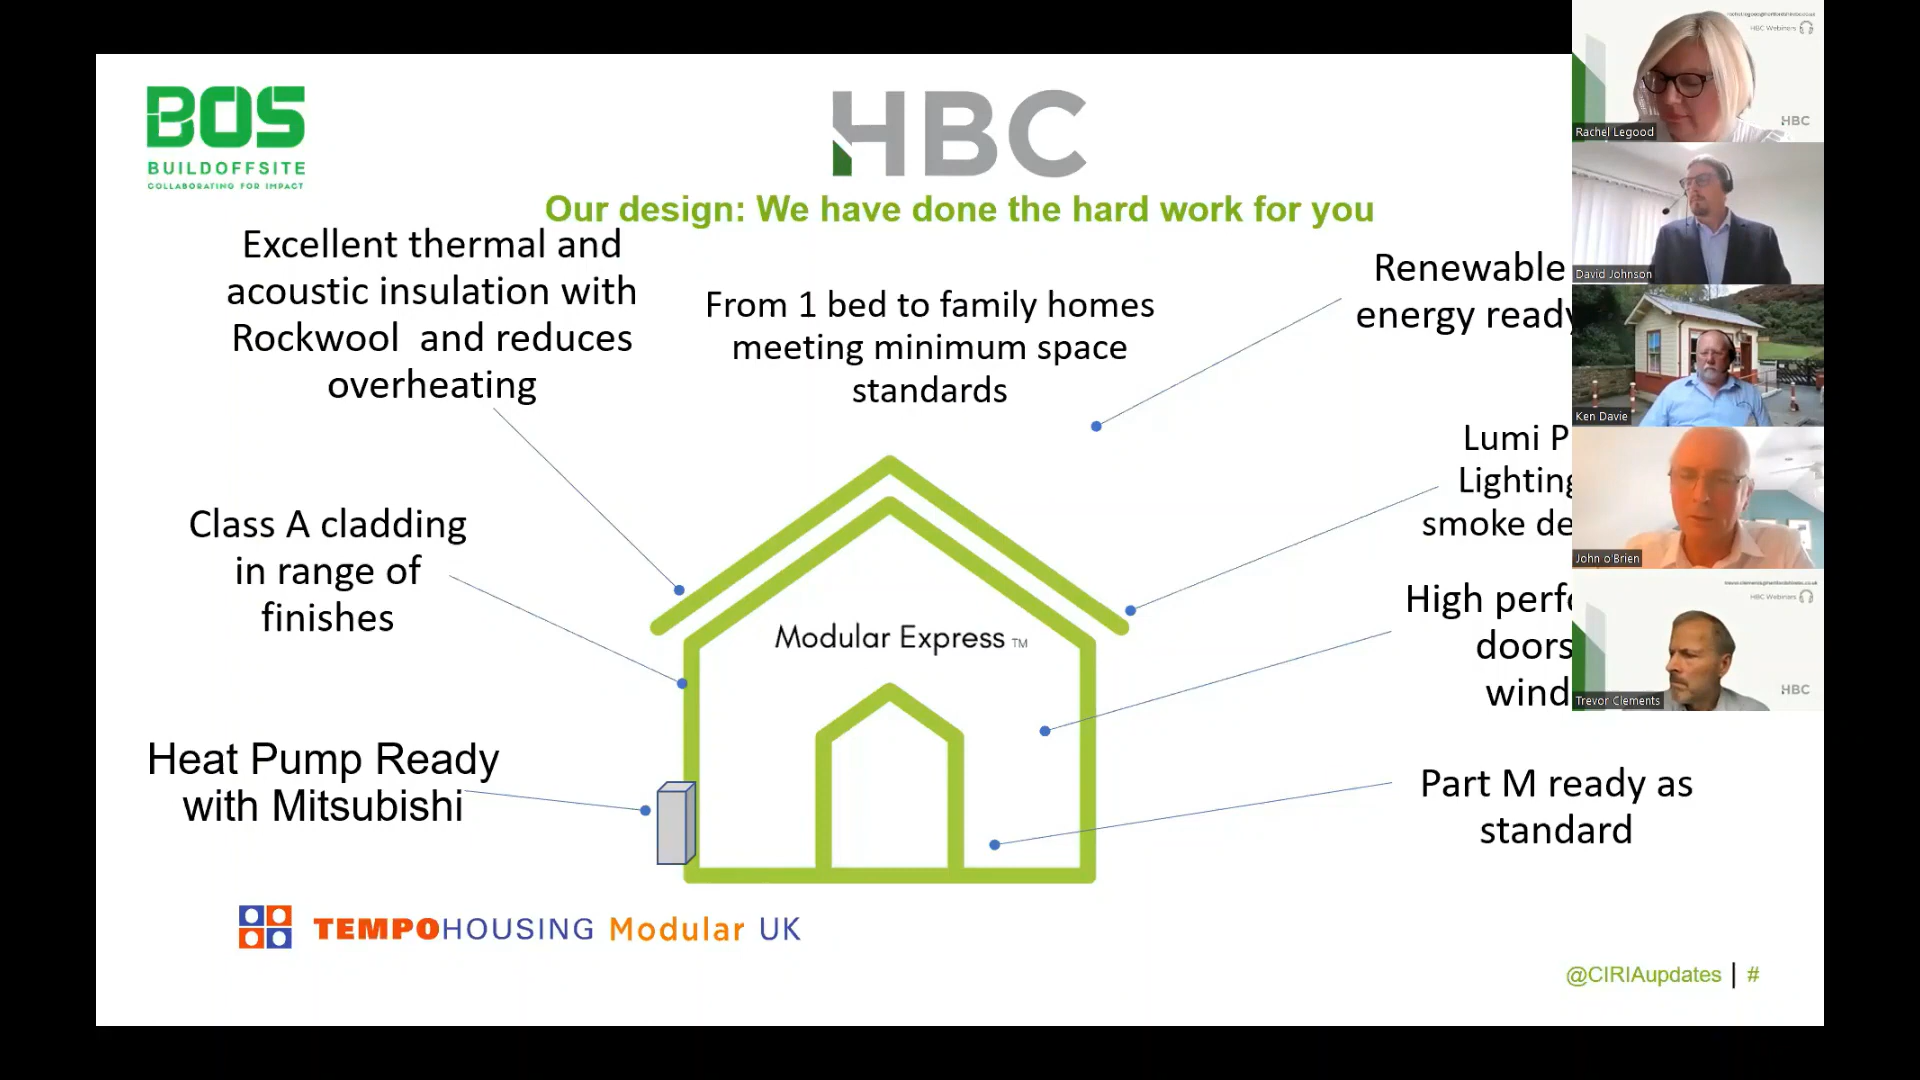 BOS
BUILDOFFSITE
COLLABORATING FOR IMPACT
HBC
Our design: We have done the hard work for you
Excellent thermal and
acoustic insulation with
Rockwool and reduces
overheating
From 1 bed to family homes
meeting minimum space
standards
Renewable
energy ready
Class A cladding
in range of
finishes
Lumi P
Lighting
smoke de
High perfo
doors
wind
Modular Express TM
Heat Pump Ready
with Mitsubishi
Part M ready as
standard
TEMPOHOUSING Modular UK
@CIRIAupdates | #
HBC Webinars
HBC
Rachel Legood
David Johnson
Ken Davie
John o'Brien
HBC Webinars
HBC
Trevor Clements